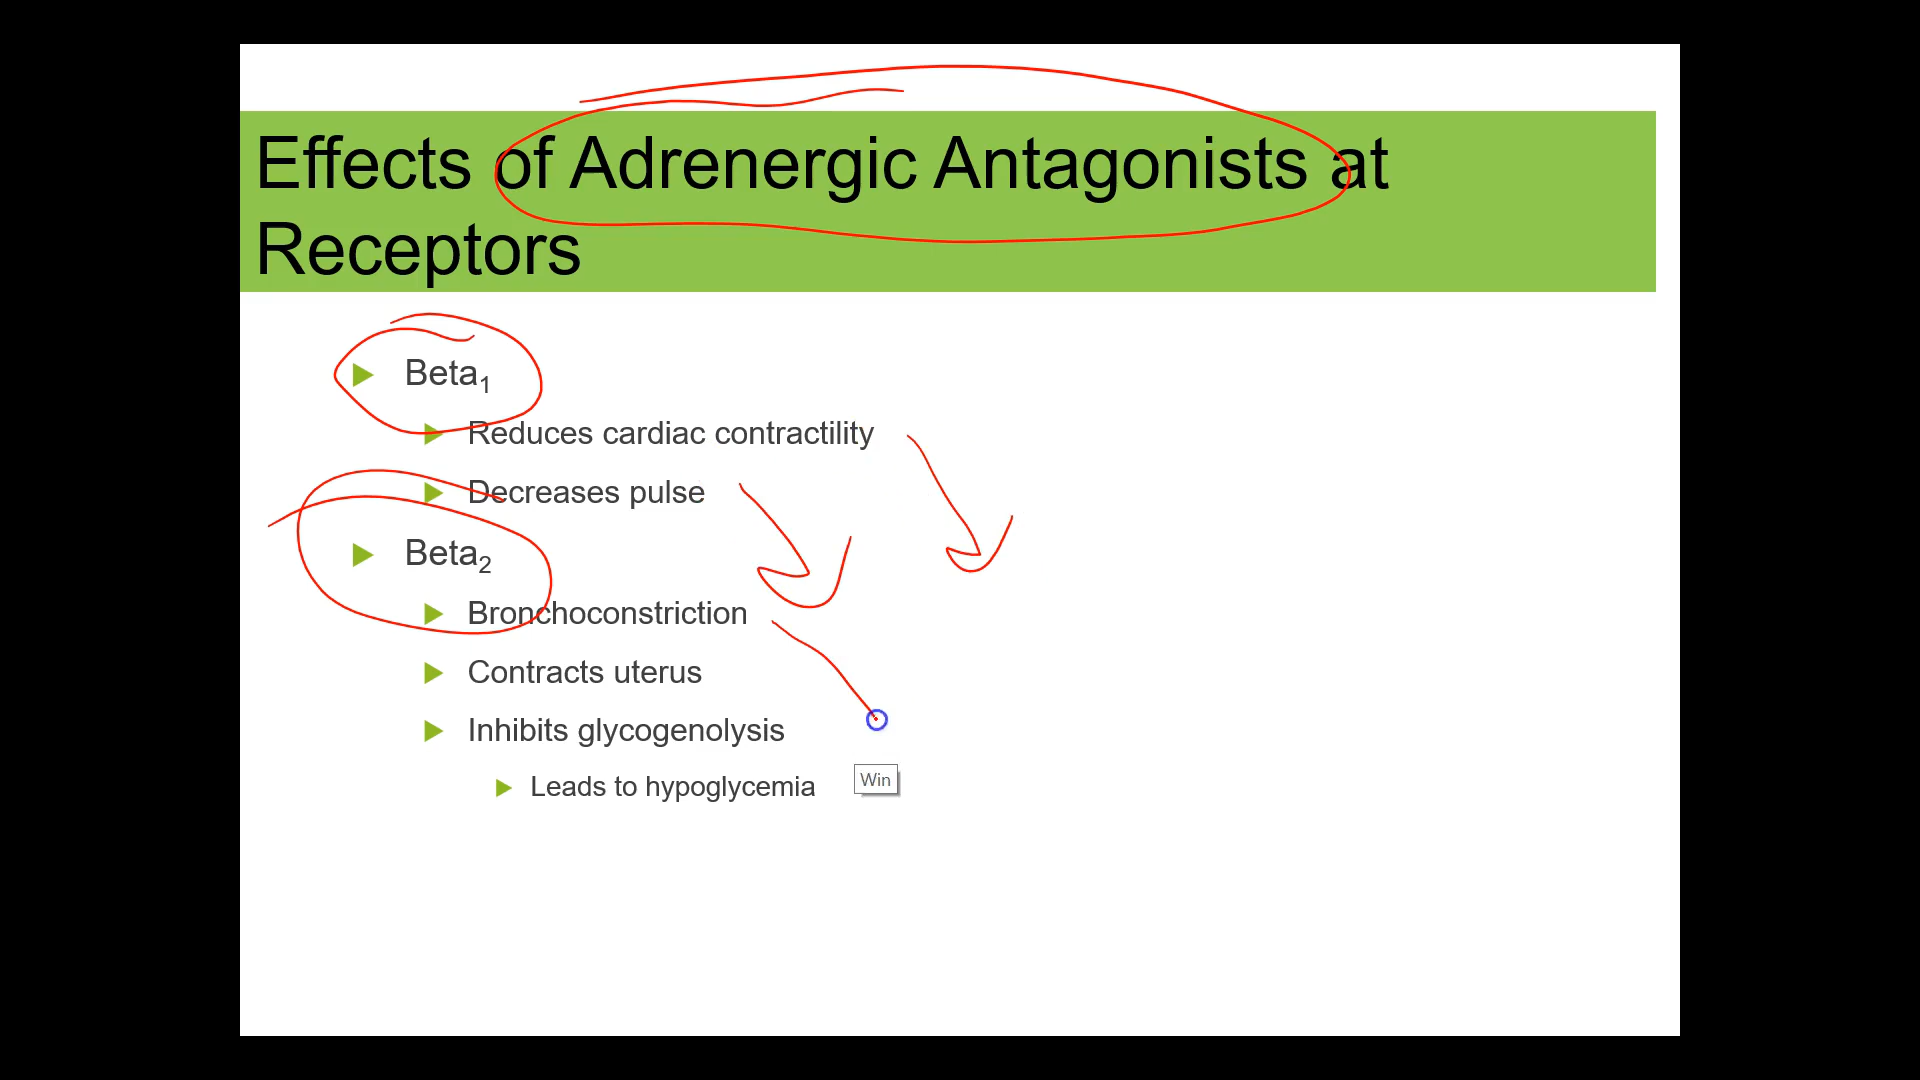 Effects of Adrenergic Antagonists at
Receptors
Beta₁
Reduces cardiac contractility
Decreases pulse
Beta₂
Bronchoconstriction
Contracts uterus
Inhibits glycogenolysis
Leads to hypoglycemia
Win